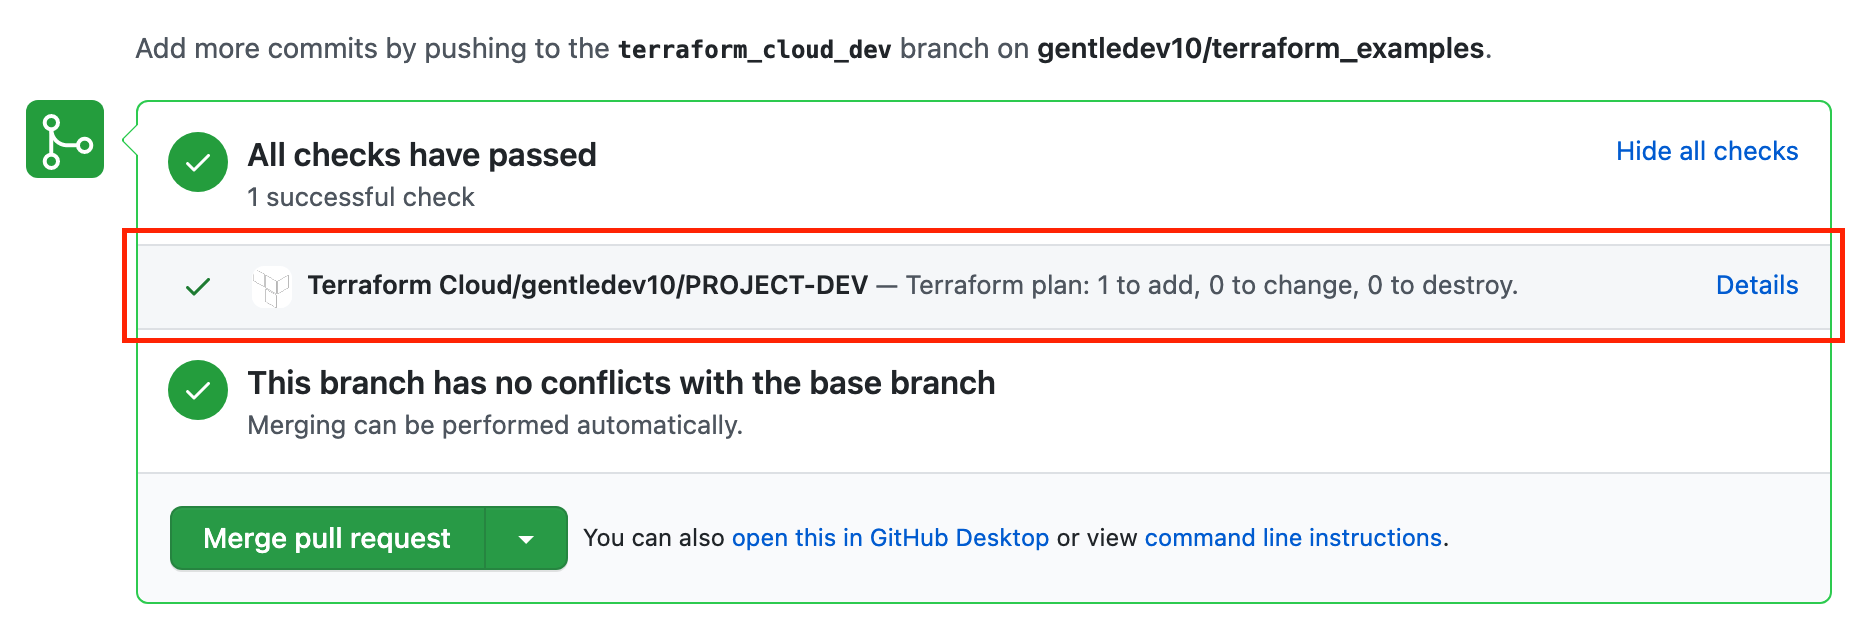 Add more commits by pushing to the terraform_cloud_dev branch on gentledev10/terraform_examples.
All checks have passed
Hide all checks
1 successful check
Terraform Cloud/gentledev10/PROJECT-DEV — Terraform plan: 1 to add, 0 to change, 0 to destroy.
Details
This branch has no conflicts with the base branch
Merging can be performed automatically.
Merge pull request
You can also open this in GitHub Desktop or view command line instructions.